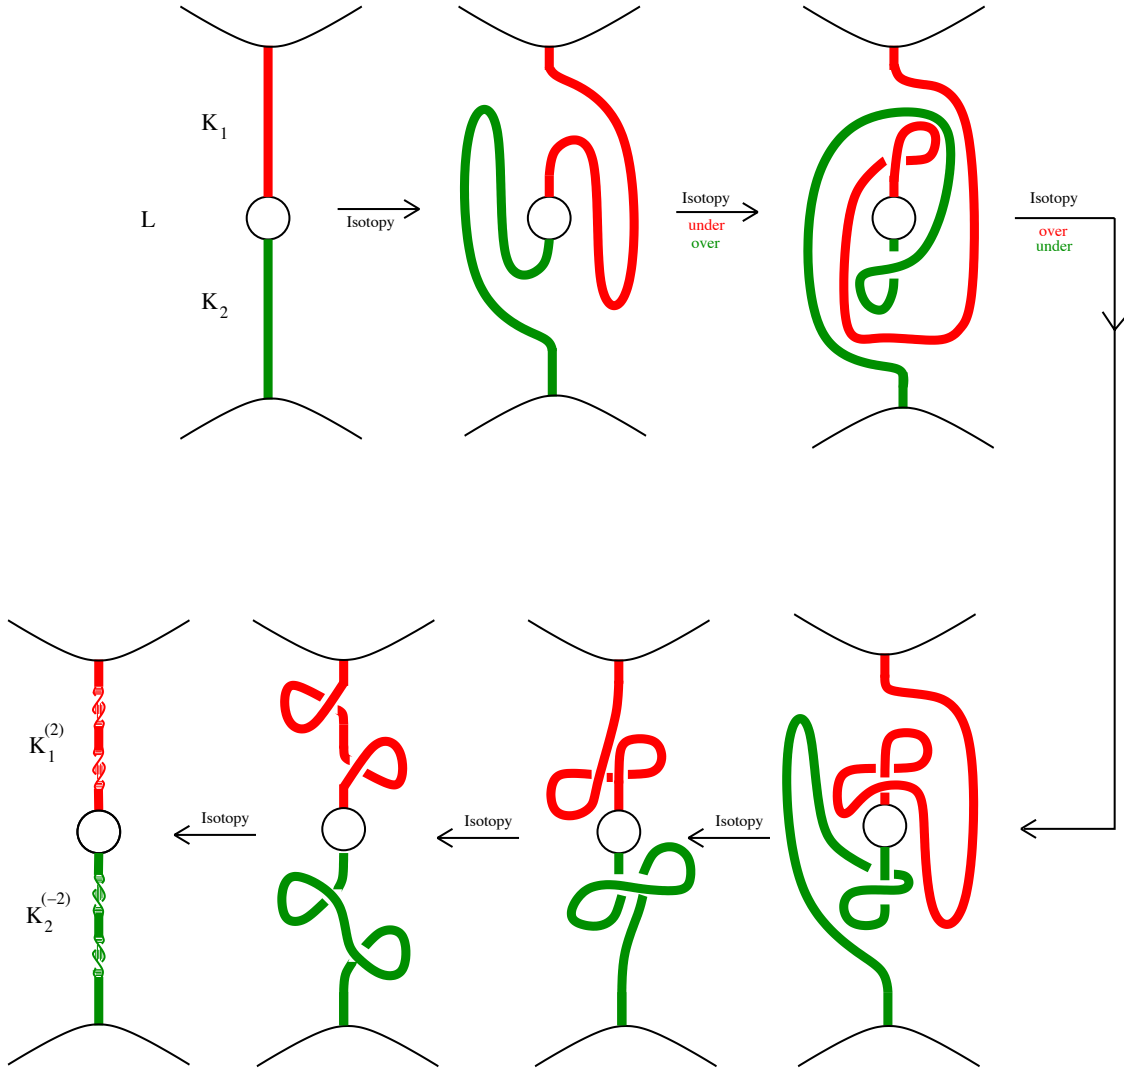 K1
L
K2
Isotopy
Isotopy
under
over
Isotopy
over
under
K1(2)
K2(−2)
Isotopy
Isotopy
Isotopy